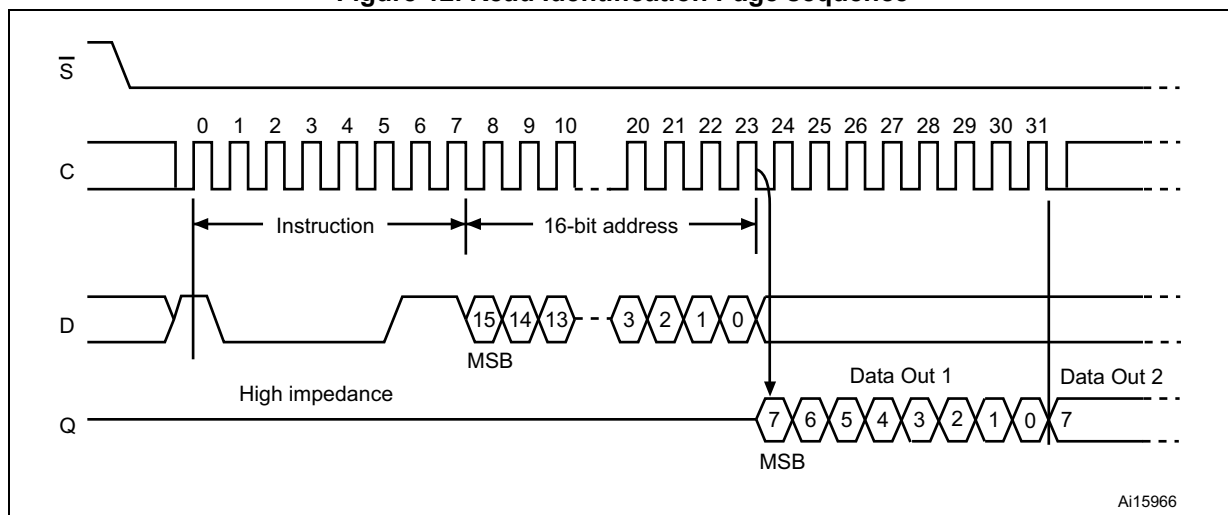 Figure 12. Read Identification Page sequence
S
0 1 2 3 4 5 6 7 8 9 10 20 21 22 23 24 25 26 27 28 29 30 31
C
Instruction 16-bit address
D
15 14 13 3 2 1 0
MSB
High impedance
Data Out 1 Data Out 2
Q
7 6 5 4 3 2 1 0 7
MSB
Ai15966